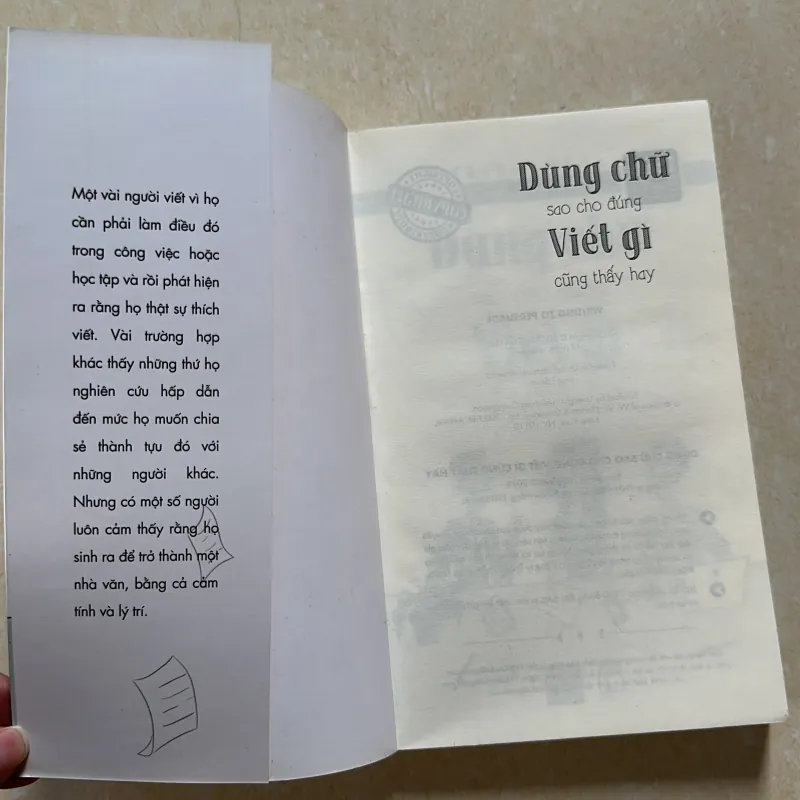 Một vài người viết vì họ
cần phải làm điều đó
trong công việc hoặc
học tập và rồi phát hiện
ra rằng họ thật sự thích
viết. Vài trường hợp
khác thấy những thứ họ
nghiên cứu hấp dẫn
đến mức họ muốn chia
sẻ thành tựu đó với
những người khác.
Nhưng có một số người
luôn cảm thấy rằng họ
sinh ra để trở thành một
nhà văn, bằng cả cảm
tính và lý trí.
Dùng chữ
sao cho đúng
Viết gì
cũng thấy hay